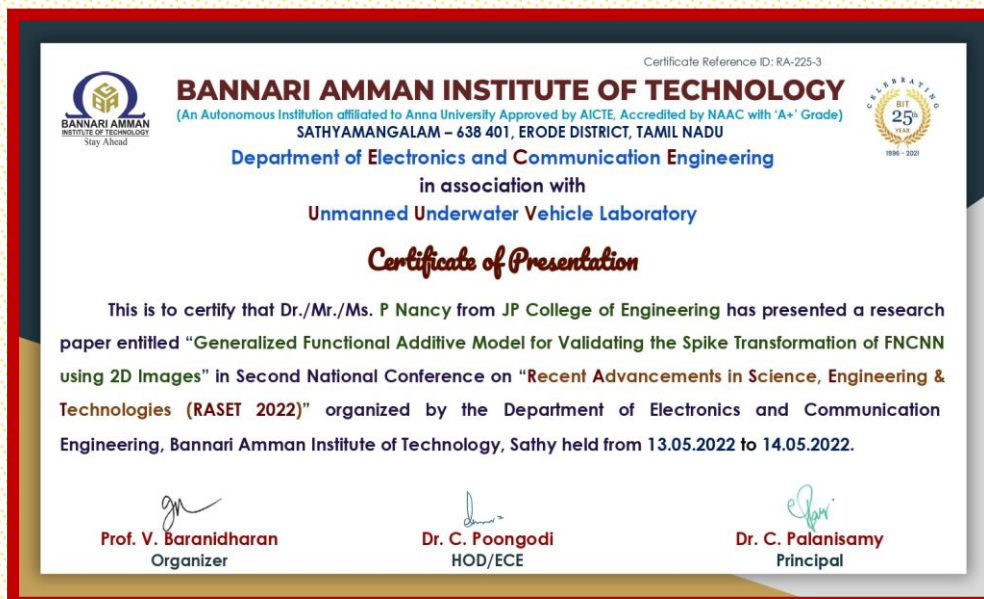 Certificate Reference ID: RA-225-3
BANNARI AMMAN
INSTITUTE OF TECHNOLOGY
Stay Ahead
BANNARI AMMAN INSTITUTE OF TECHNOLOGY
(An Autonomous Institution affiliated to Anna University Approved by AICTE, Accredited by NAAC with 'A+' Grade)
SATHYAMANGALAM – 638 401, ERODE DISTRICT, TAMIL NADU
CELEBRATING
BIT
25th
YEAR
1996 - 2021
Department of Electronics and Communication Engineering
in association with
Unmanned Underwater Vehicle Laboratory
Certificate of Presentation
This is to certify that Dr./Mr./Ms. P Nancy from JP College of Engineering has presented a research
paper entitled “Generalized Functional Additive Model for Validating the Spike Transformation of FNCNN
using 2D Images” in Second National Conference on “Recent Advancements in Science, Engineering &
Technologies (RASET 2022)” organized by the Department of Electronics and Communication
Engineering, Bannari Amman Institute of Technology, Sathy held from 13.05.2022 to 14.05.2022.
Prof. V. Baranidharan
Organizer
Dr. C. Poongodi
HOD/ECE
Dr. C. Palanisamy
Principal